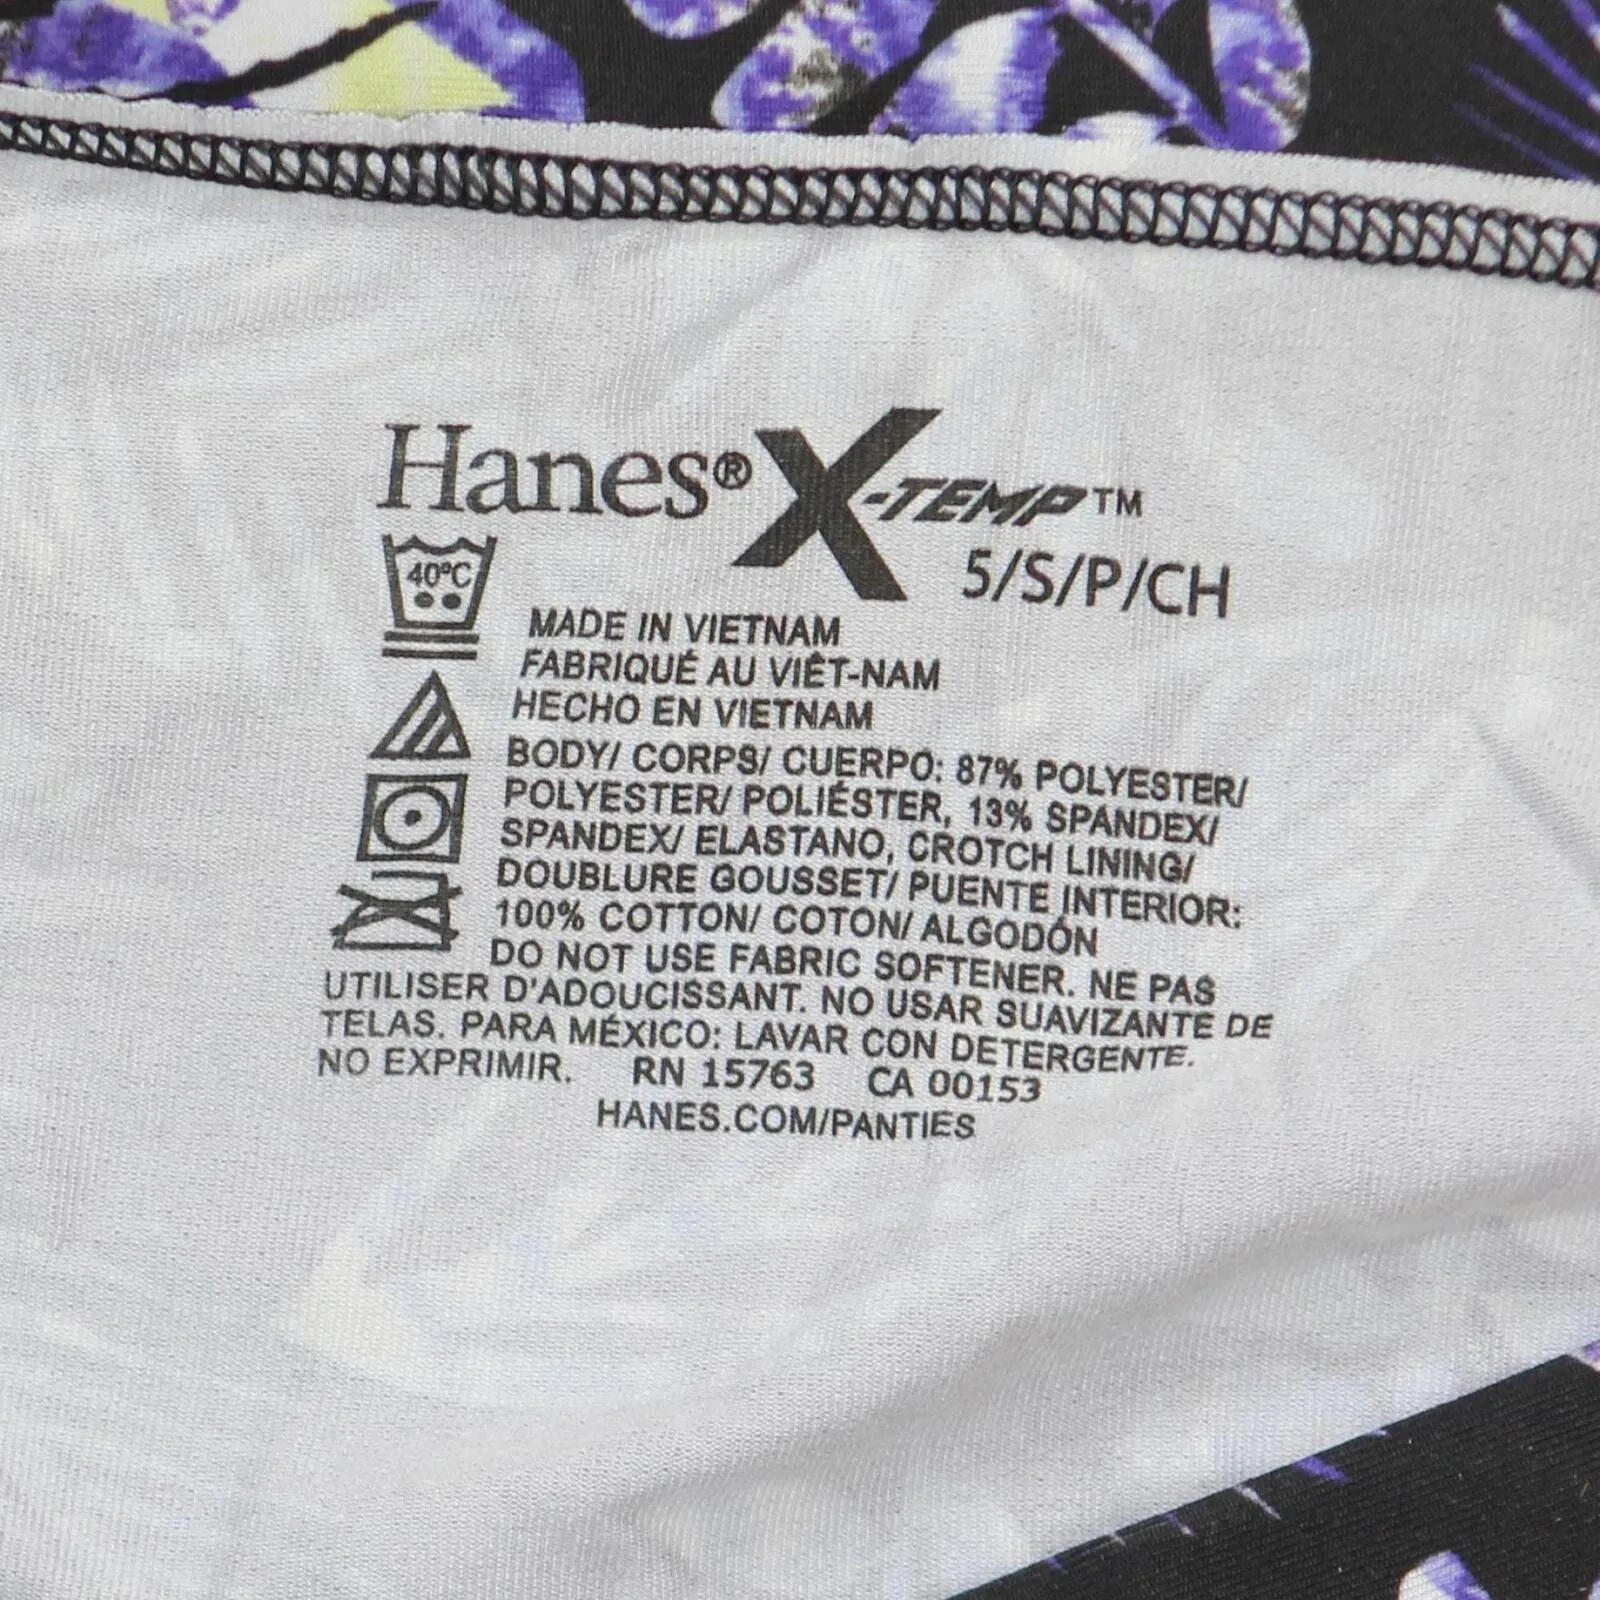 Hanes® X-TEMP™
5/S/P/CH
40°C
MADE IN VIETNAM
FABRIQUÉ AU VIÊT-NAM
HECHO EN VIETNAM
BODY/ CORPS/ CUERPO: 87% POLYESTER/
POLYESTER/ POLIÉSTER, 13% SPANDEX/
SPANDEX/ ELASTANO, CROTCH LINING/
DOUBLURE GOUSSET/ PUENTE INTERIOR:
100% COTTON/ COTON/ ALGODÓN
DO NOT USE FABRIC SOFTENER. NE PAS
UTILISER D'ADOUCISSANT. NO USAR SUAVIZANTE DE
TELAS. PARA MÉXICO: LAVAR CON DETERGENTE.
NO EXPRIMIR. RN 15763 CA 00153
HANES.COM/PANTIES